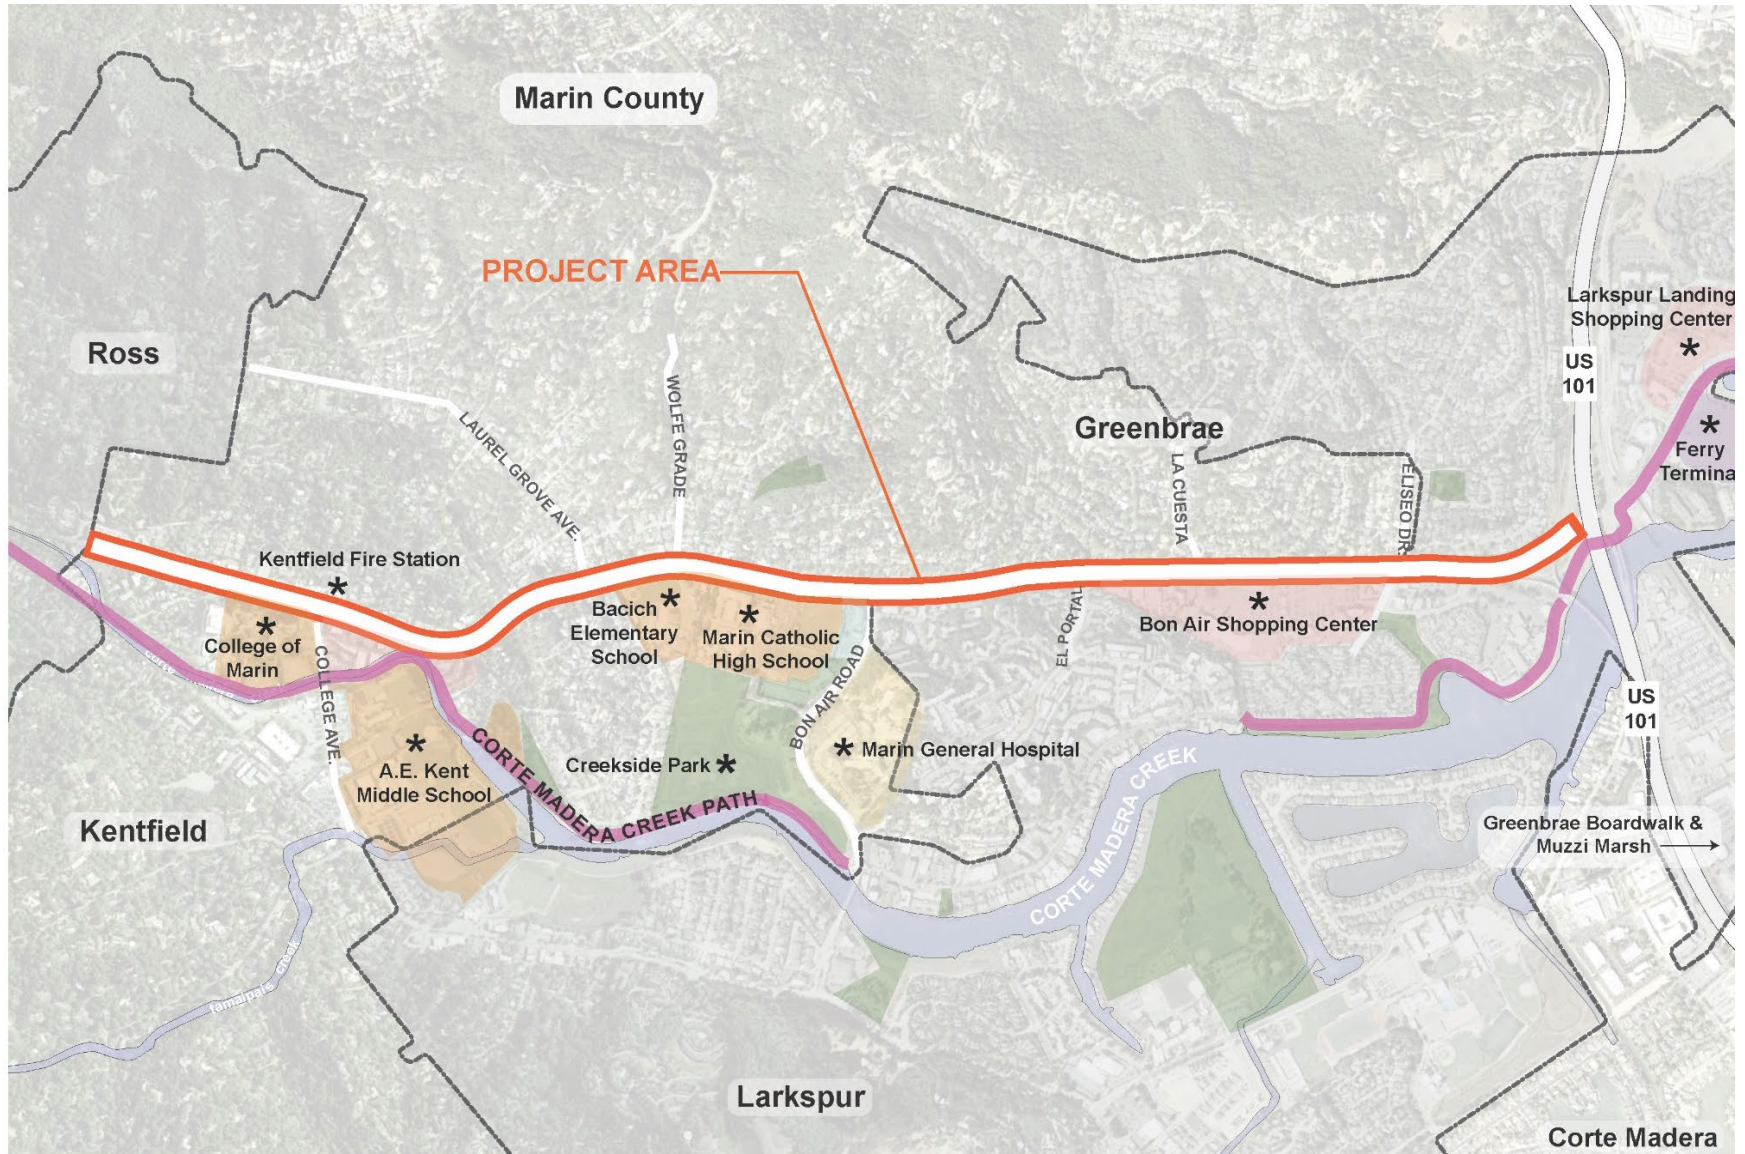 Marin County
PROJECT AREA
Ross
Larkspur Landing
Shopping Center
US
101
WOLFE GRADE
LAUREL GROVE AVE.
Greenbrae
LA CUESTA
ELISEO DR.
Ferry
Termina
Kentfield Fire Station
College of
Marin
COLLEGE AVE.
Bacich
Elementary
School
Marin Catholic
High School
BON AIR ROAD
EL PORTAL
Bon Air Shopping Center
US
101
A.E. Kent
Middle School
CORTE MADERA CREEK PATH
Creekside Park
Marin General Hospital
CORTE MADERA CREEK
Kentfield
Greenbrae Boardwalk &
Muzzi Marsh
tamalpais creek
Larkspur
Corte Madera